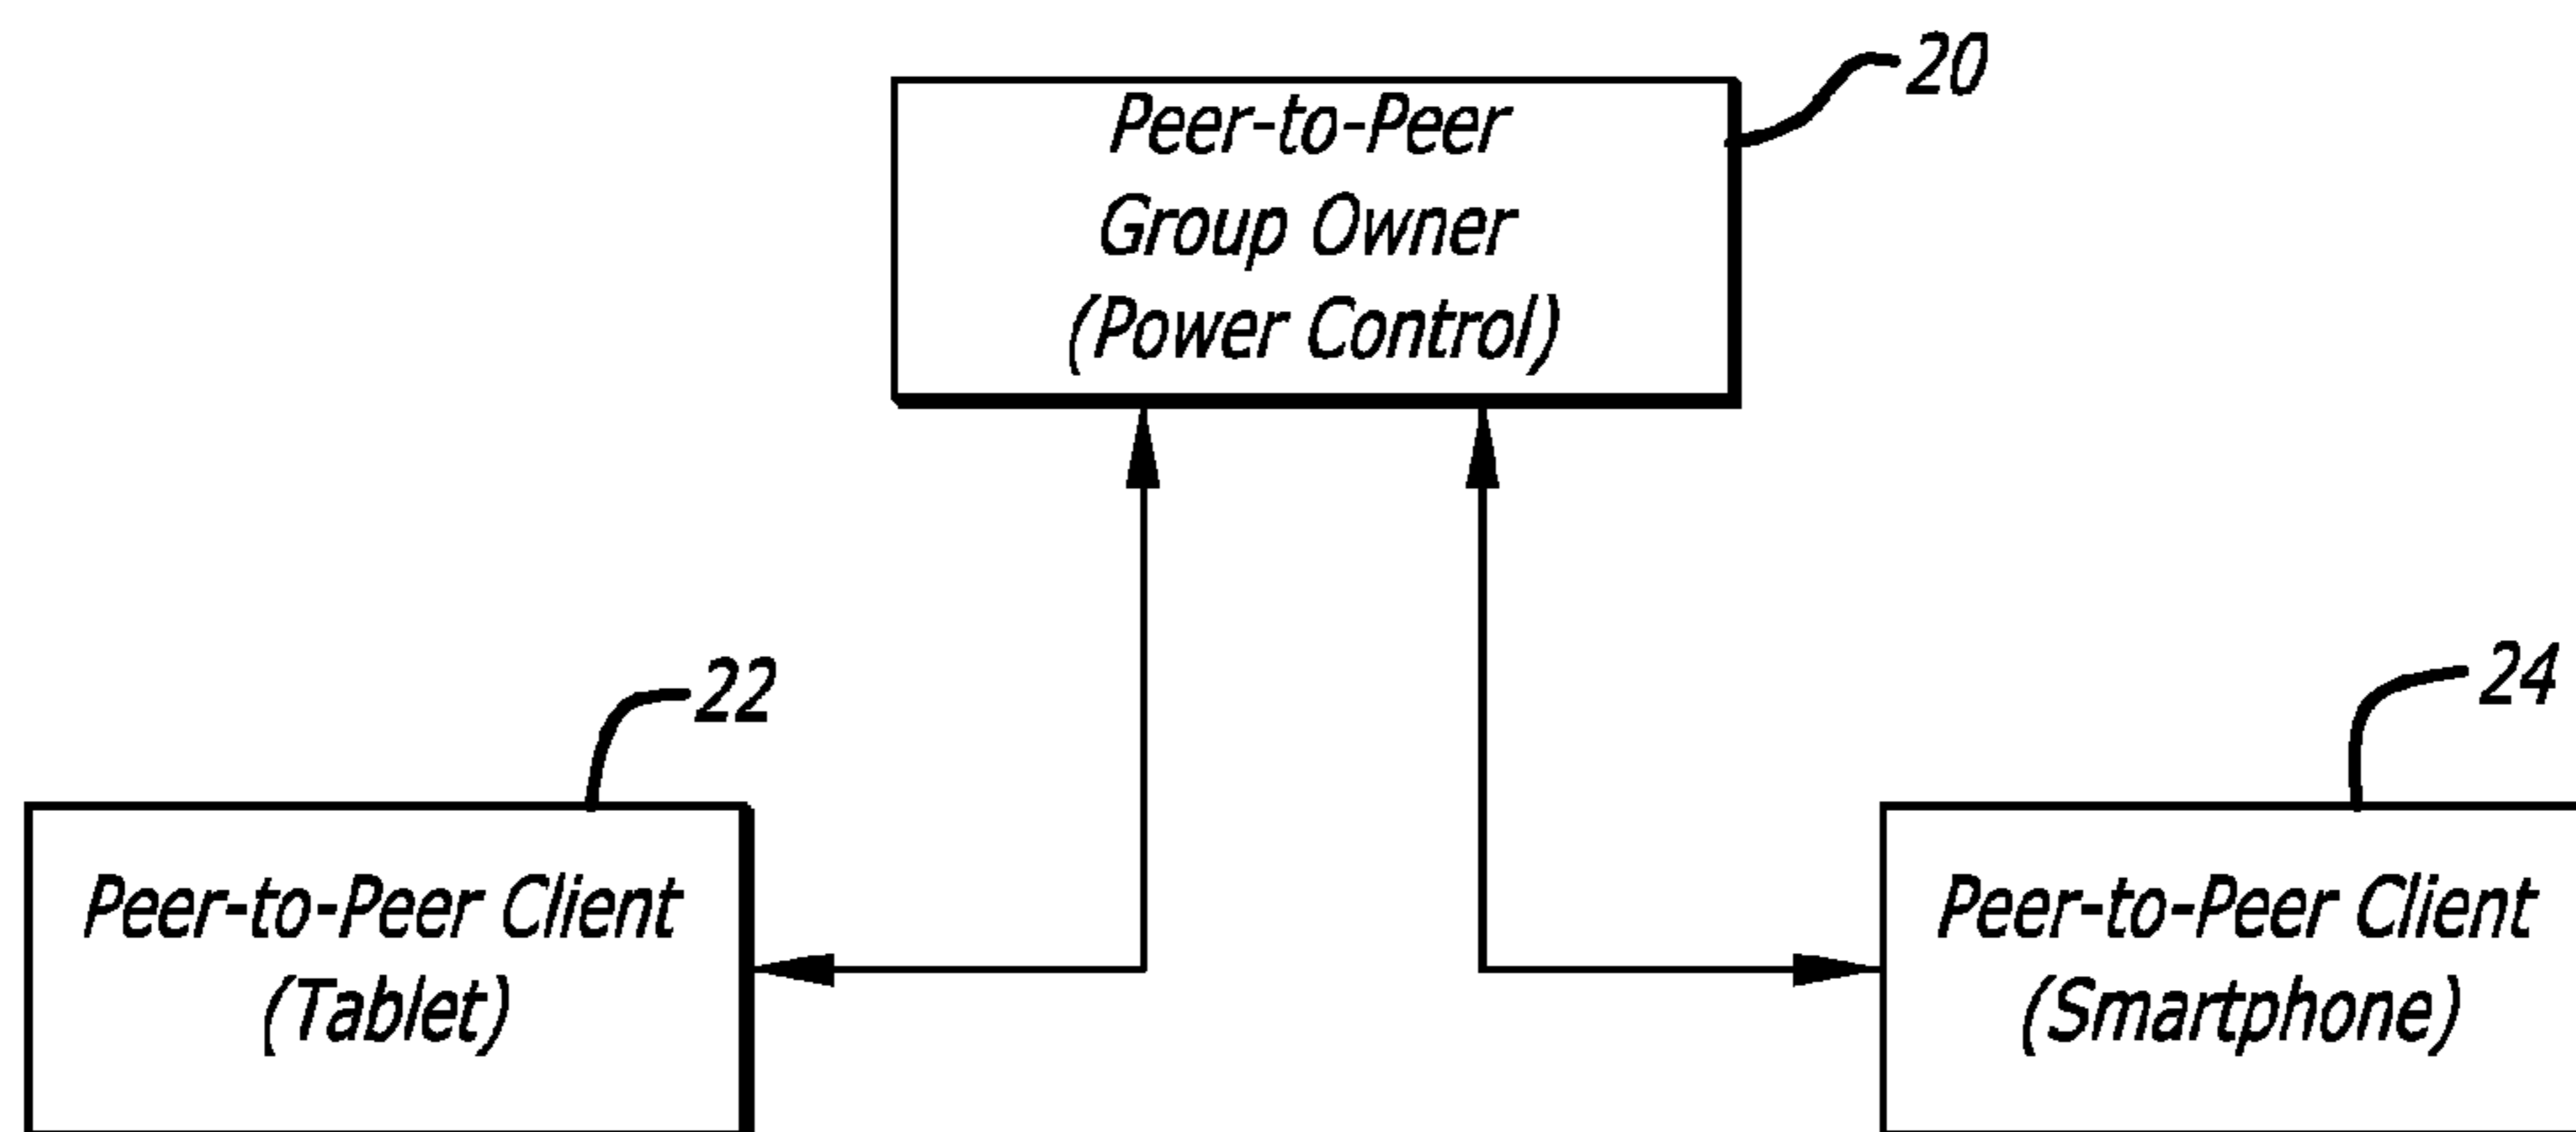 20
Peer-to-Peer
Group Owner
(Power Control)
22
Peer-to-Peer Client
(Tablet)
24
Peer-to-Peer Client
(Smartphone)